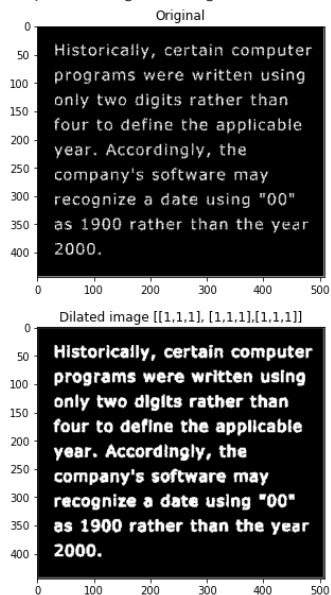 Original
0
50
100
150
200
250
300
350
400
Historically, certain computer
programs were written using
only two digits rather than
four to define the applicable
year. Accordingly, the
company's software may
recognize a date using "00"
as 1900 rather than the year
2000.
0 100 200 300 400 500
Dilated image [[1,1,1], [1,1,1],[1,1,1]]
0
50
100
150
200
250
300
350
400
Historically, certain computer
programs were written using
only two digits rather than
four to define the applicable
year. Accordingly, the
company's software may
recognize a date using "00"
as 1900 rather than the year
2000.
0 100 200 300 400 500